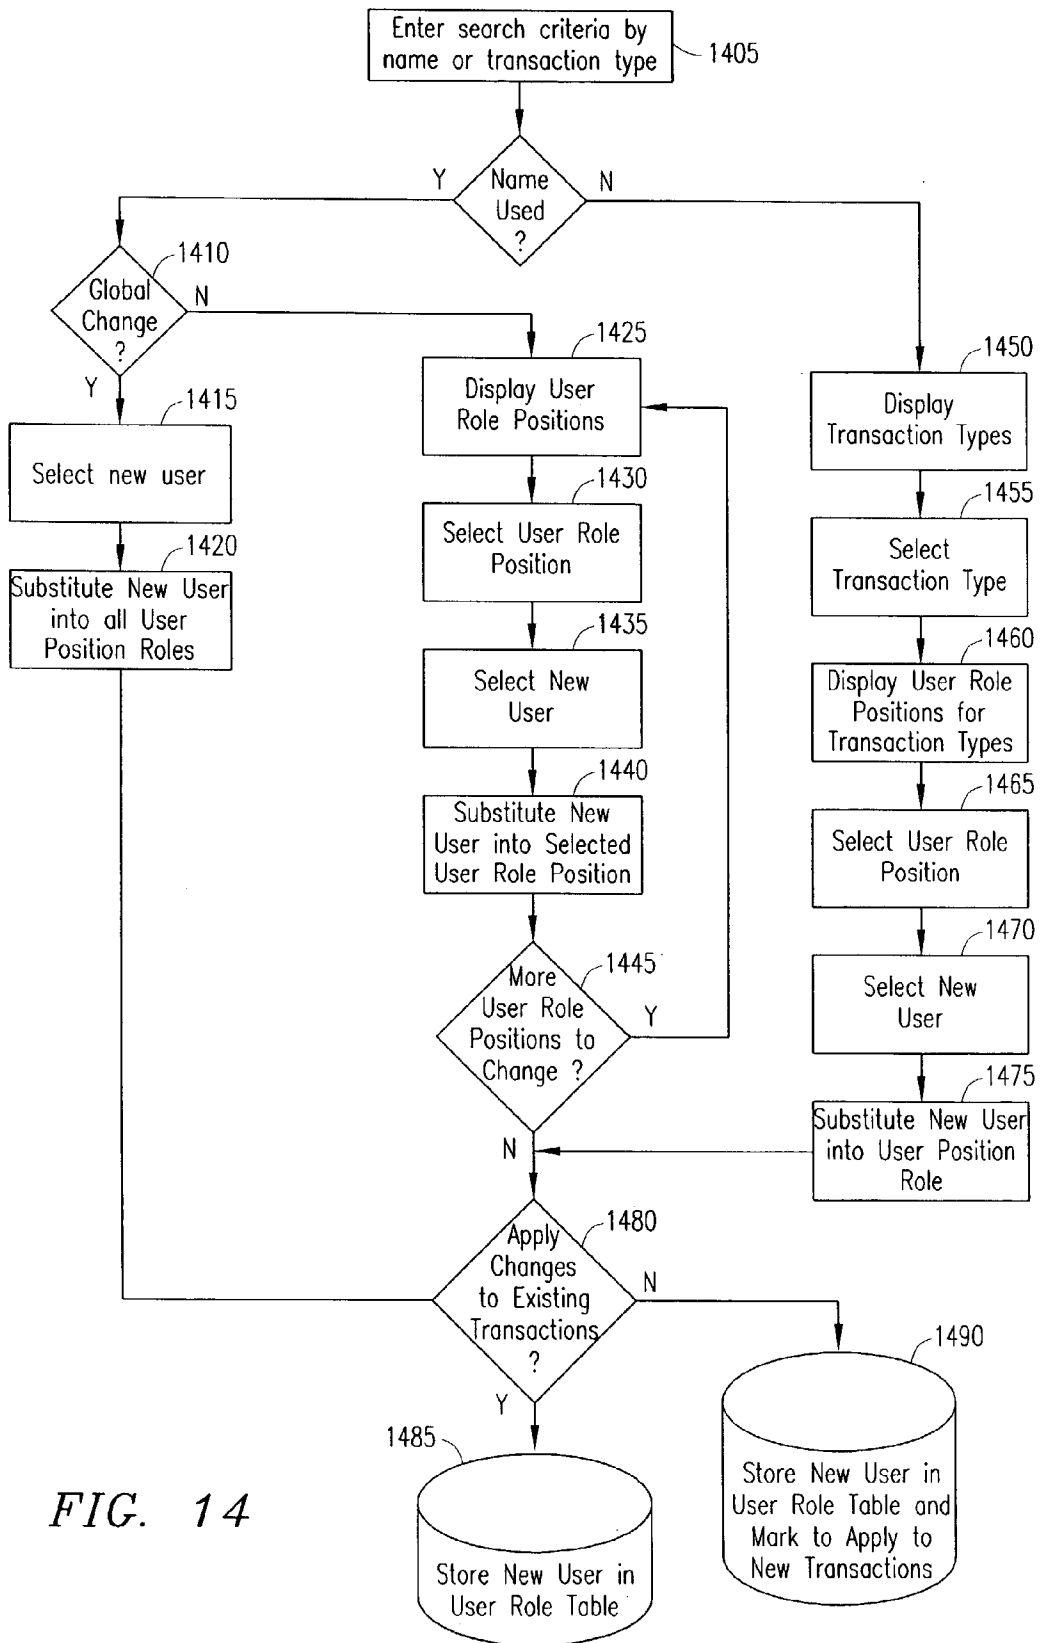 Enter search criteria by
name or transaction type
1405
Name
Used
?
Y
N
1410
Global
Change
?
N
Y
1415
Select new user
1420
Substitute New User
into all User
Position Roles
1425
Display User
Role Positions
1430
Select User Role
Position
1435
Select New
User
1440
Substitute New
User into Selected
User Role Position
1445
More
User Role
Positions to
Change ?
Y
N
1450
Display
Transaction Types
1455
Select
Transaction Type
1460
Display User Role
Positions for
Transaction Types
1465
Select User Role
Position
1470
Select New
User
1475
Substitute New User
into User Position
Role
1480
Apply
Changes
to Existing
Transactions
?
N
Y
1485
Store New User in
User Role Table
1490
Store New User in
User Role Table and
Mark to Apply to
New Transactions
FIG. 14